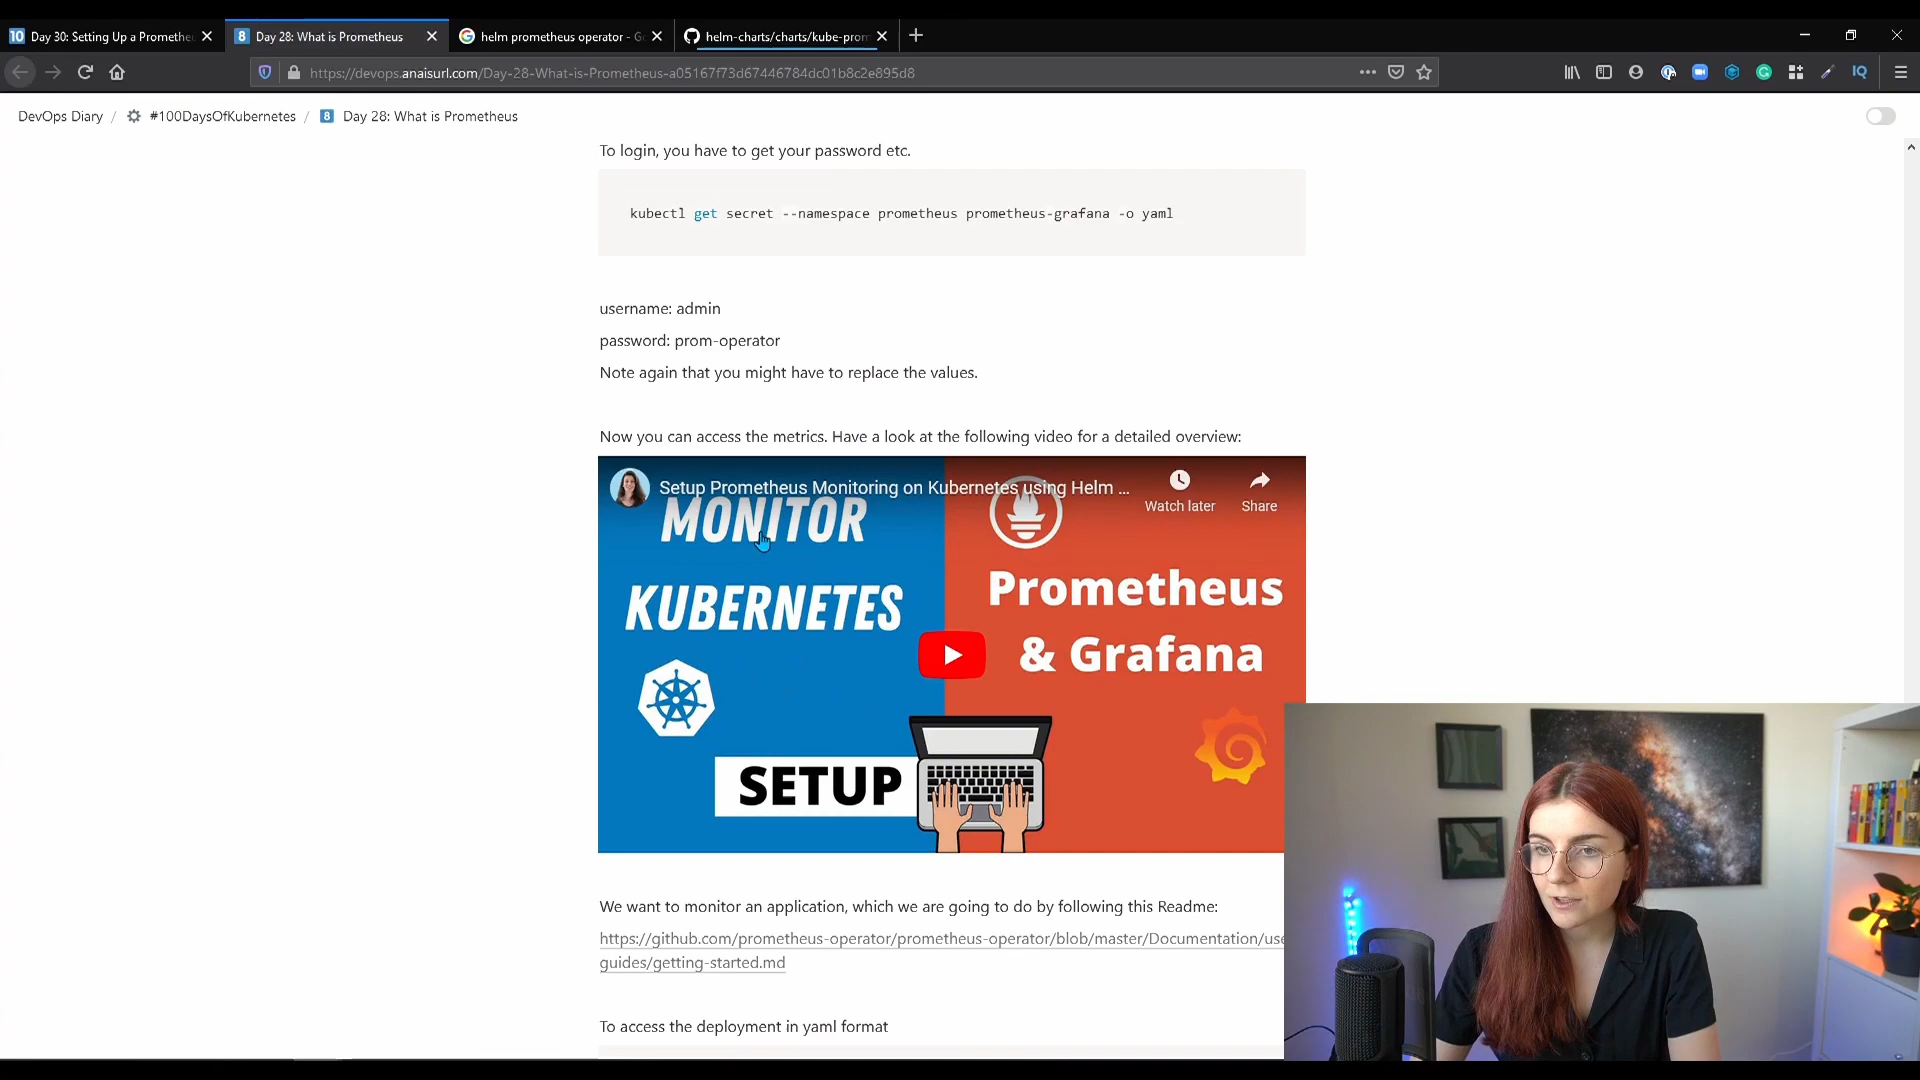 Day 30: Setting Up a Prometheu
Day 28: What is Prometheus
helm prometheus operator - G
helm-charts/charts/kube-prom
https://devops.anaisurl.com/Day-28-What-is-Prometheus-a05167f73d67446784dc01b8c2e895d8
DevOps Diary / #100DaysOfKubernetes / 8 Day 28: What is Prometheus
To login, you have to get your password etc.
kubectl get secret --namespace prometheus prometheus-grafana -o yaml
username: admin
password: prom-operator
Note again that you might have to replace the values.
Now you can access the metrics. Have a look at the following video for a detailed overview:
Setup Prometheus Monitoring on Kubernetes using Helm ...
Watch later
Share
MONITOR
KUBERNETES
Prometheus
& Grafana
SETUP
We want to monitor an application, which we are going to do by following this Readme:
https://github.com/prometheus-operator/prometheus-operator/blob/master/Documentation/use
guides/getting-started.md
To access the deployment in yaml format